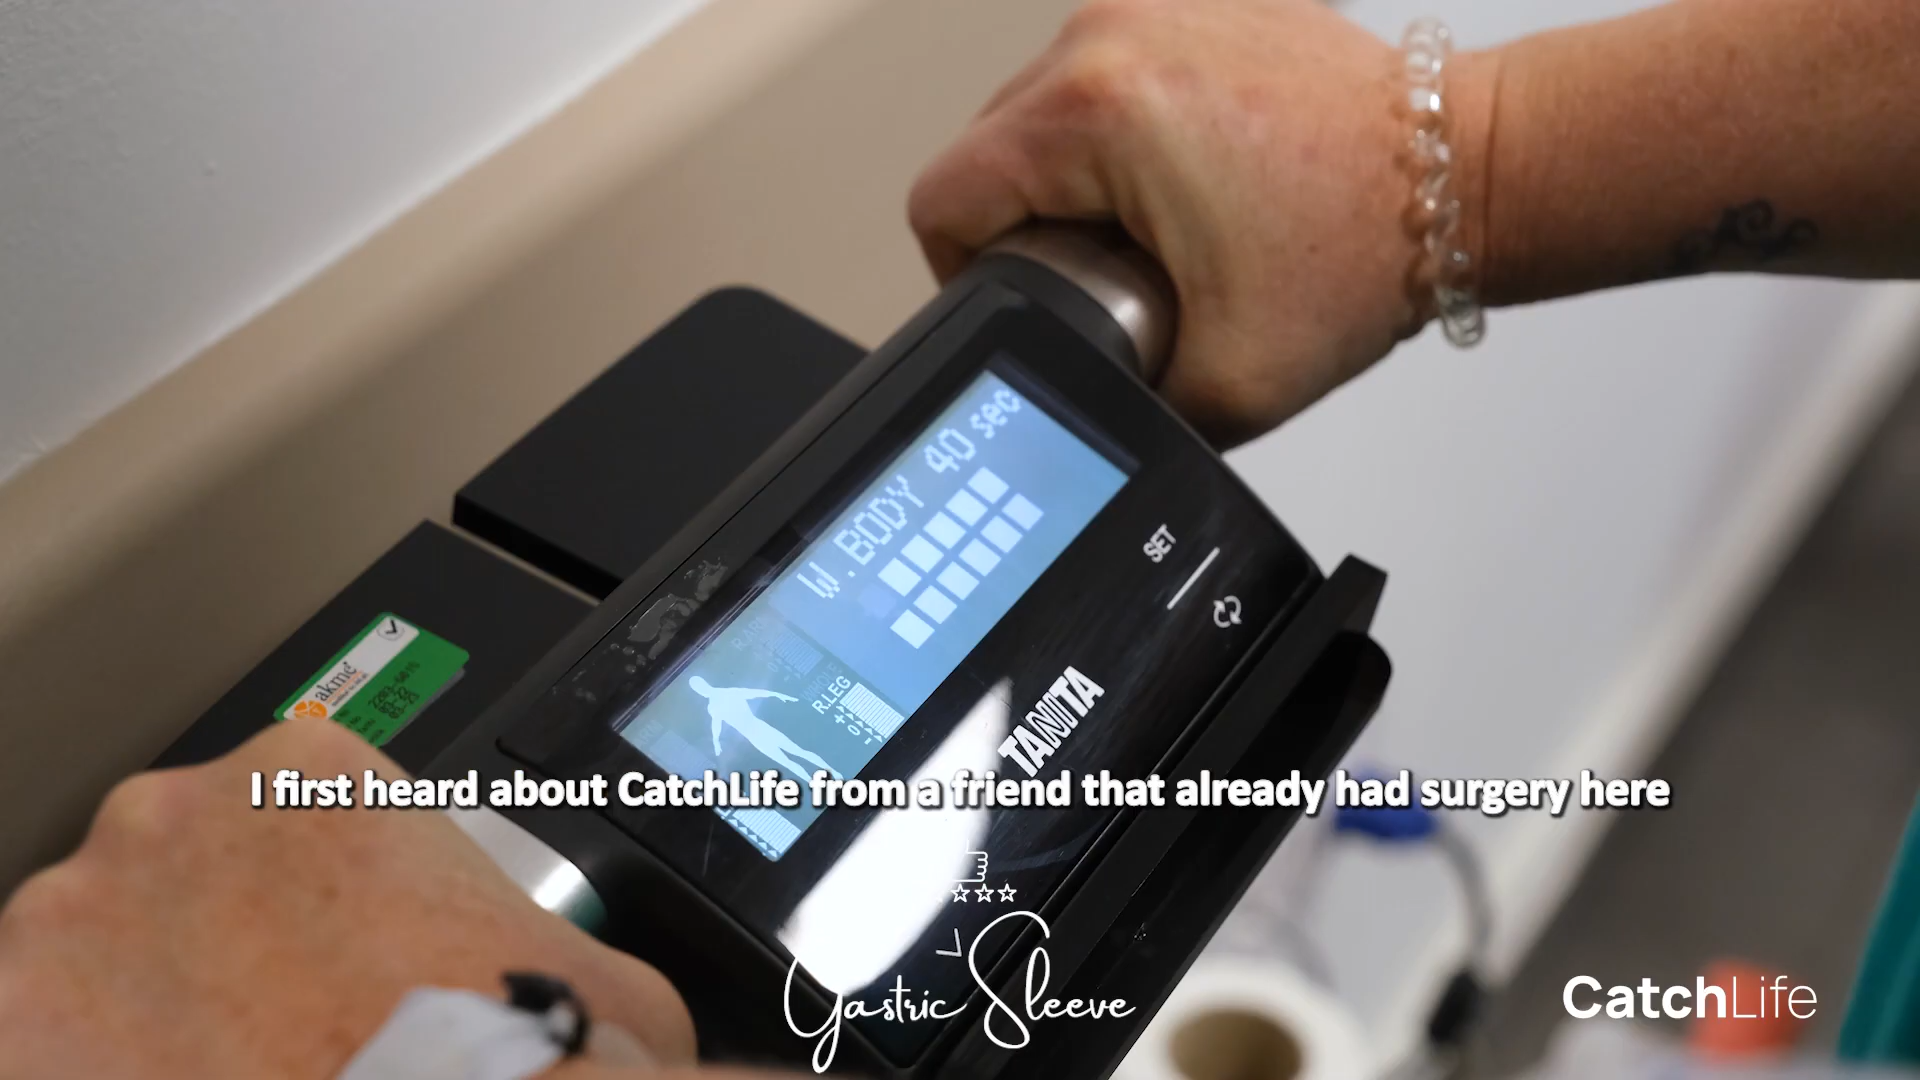 W.BODY 40 sec
SET
R.LEG
+
0
-
TANITA
akme
I first heard about CatchLife from a friend that already had surgery here
Gastric Sleeve
CatchLife